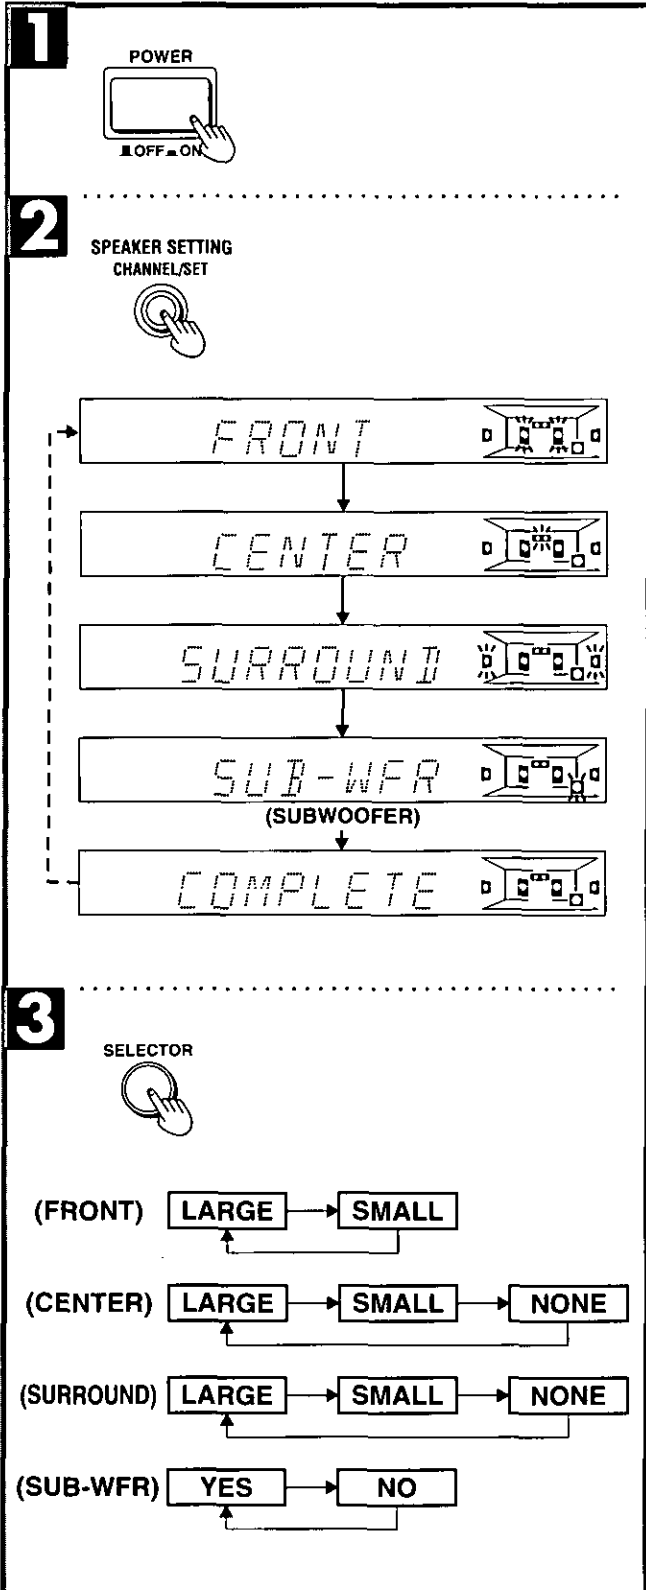 1
POWER
OFF ON
2
SPEAKER SETTING
CHANNEL/SET
FRONT
CENTER
SURROUND
SUB-WFR
(SUBWOOFER)
COMPLETE
3
SELECTOR
(FRONT) LARGE SMALL
(CENTER) LARGE SMALL NONE
(SURROUND) LARGE SMALL NONE
(SUB-WFR) YES NO